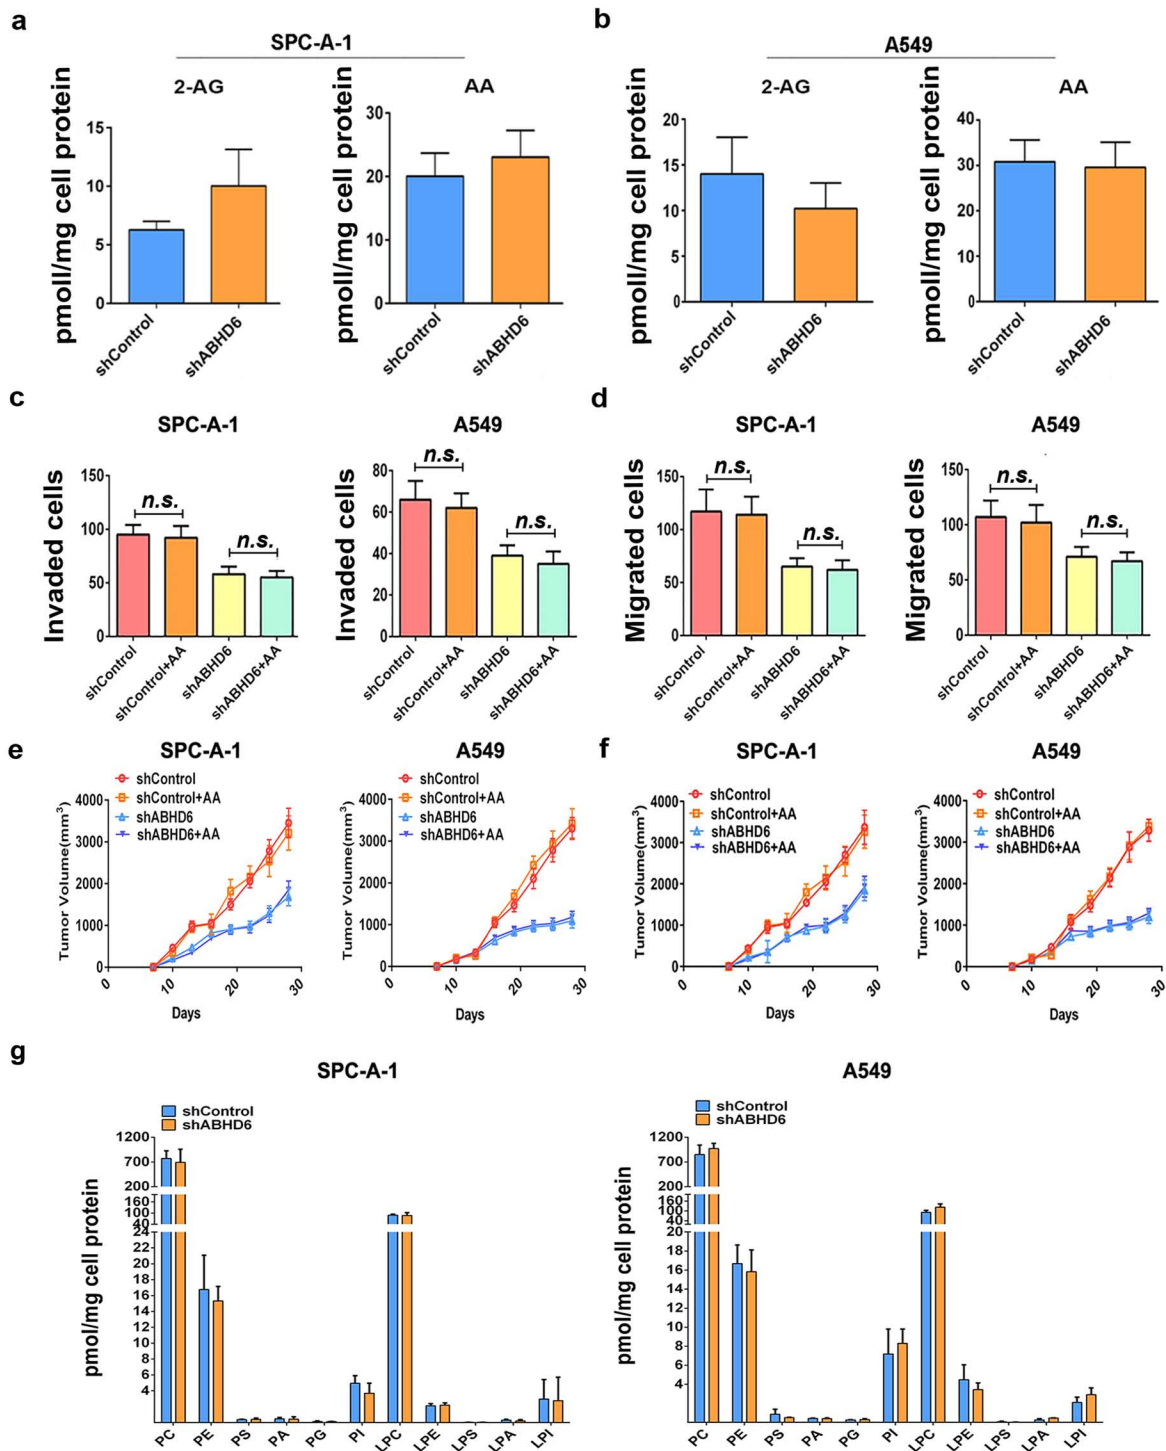 a
SPC-A-1
2-AG
pmoll/mg cell protein
15
10
5
0
shControl
shABHD6
AA
pmoll/mg cell protein
30
20
10
0
shControl
shABHD6
b
A549
2-AG
pmoll/mg cell protein
20
15
10
5
0
shControl
shABHD6
AA
pmoll/mg cell protein
40
30
20
10
0
shControl
shABHD6
c
SPC-A-1
Invaded cells
150
100
50
0
n.s.
n.s.
shControl
shControl+AA
shABHD6
shABHD6+AA
A549
Invaded cells
80
60
40
20
0
n.s.
n.s.
shControl
shControl+AA
shABHD6
shABHD6+AA
d
SPC-A-1
Migrated cells
150
100
50
0
n.s.
n.s.
shControl
shControl+AA
shABHD6
shABHD6+AA
A549
Migrated cells
150
100
50
0
n.s.
n.s.
shControl
shControl+AA
shABHD6
shABHD6+AA
e
SPC-A-1
shControl
shControl+AA
shABHD6
shABHD6+AA
Tumor Volume(mm³)
4000
3000
2000
1000
0
0
10
20
30
Days
A549
shControl
shControl+AA
shABHD6
shABHD6+AA
Tumor Volume(mm³)
4000
3000
2000
1000
0
0
10
20
30
Days
f
SPC-A-1
shControl
shControl+AA
shABHD6
shABHD6+AA
Tumor Volume(mm³)
4000
3000
2000
1000
0
0
10
20
30
Days
A549
shControl
shControl+AA
shABHD6
shABHD6+AA
Tumor Volume(mm³)
4000
3000
2000
1000
0
0
10
20
30
Days
g
SPC-A-1
shControl
shABHD6
pmol/mg cell protein
1200
700
200
160
100
40
24
22
20
18
16
14
12
10
8
6
4
PC
PE
PS
PA
PG
PI
LPC
LPE
LPS
LPA
LPI
A549
shControl
shABHD6
pmol/mg cell protein
1200
700
200
160
100
40
20
18
16
14
12
10
8
6
4
PC
PE
PS
PA
PG
PI
LPC
LPE
LPS
LPA
LPI